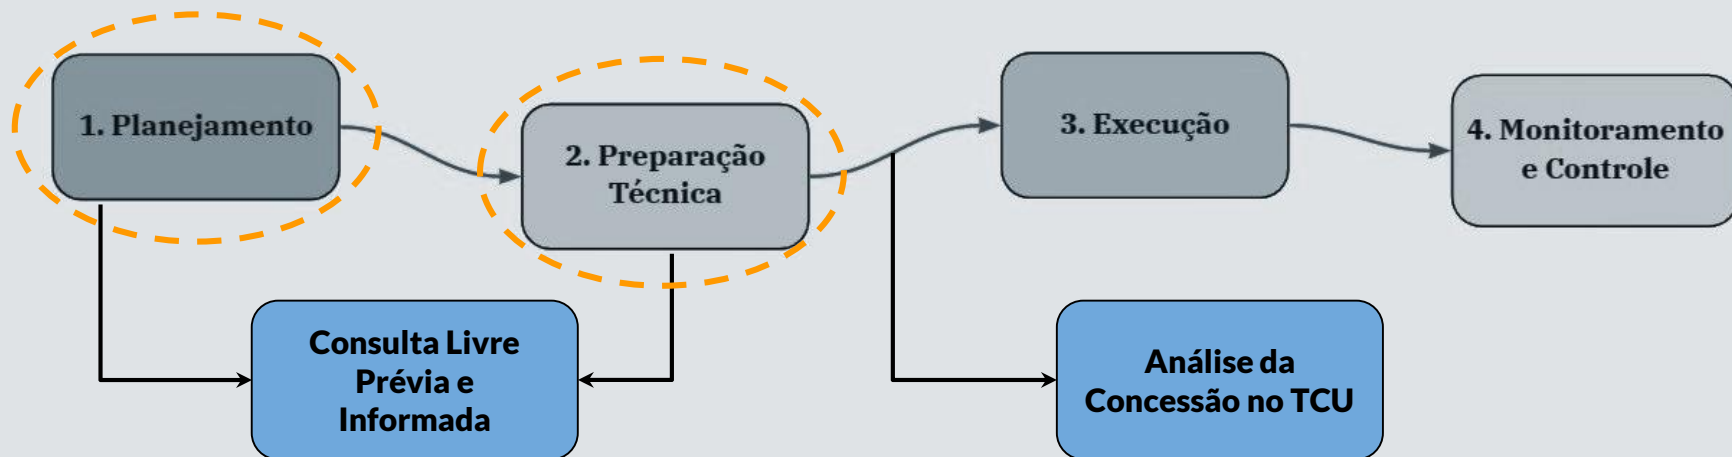 1. Planejamento
2. Preparação
Técnica
3. Execução
4. Monitoramento
e Controle
Consulta Livre
Prévia e
Informada
Análise da
Concessão no TCU